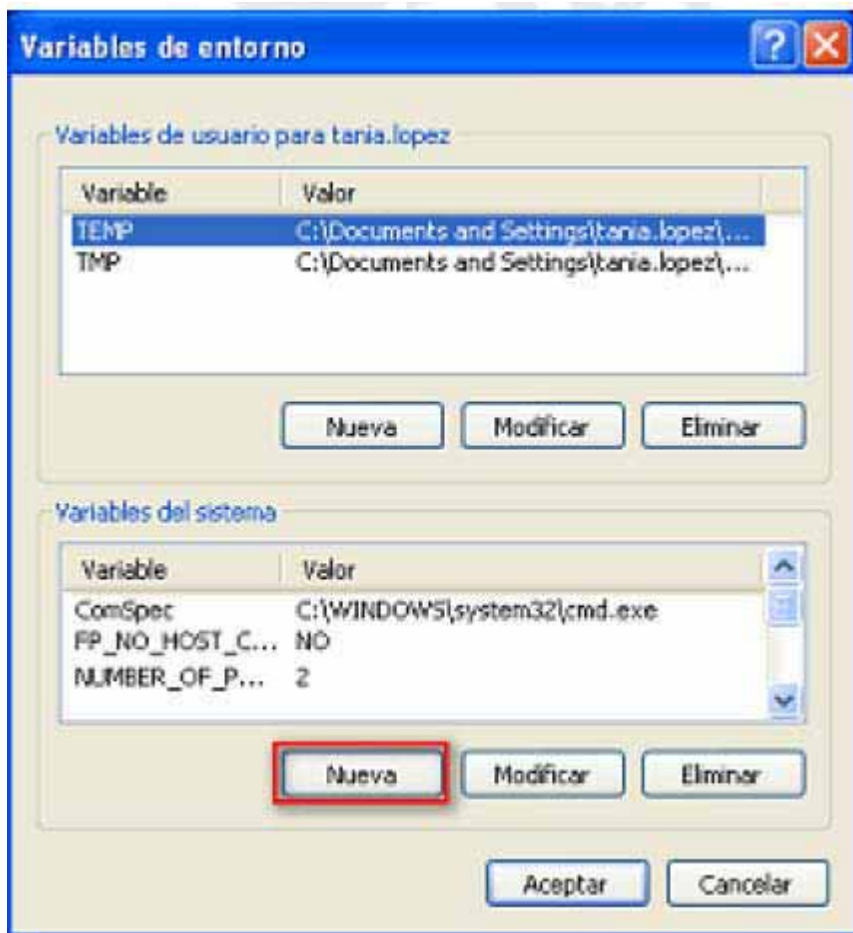 Variables de entorno
Variables de usuario para tania.lopez
Variable Valor
TEMP C:\Documents and Settings\tania.lopez\...
TMP C:\Documents and Settings\tania.lopez\...
Nueva Modificar Eliminar
Variables del sistema
Variable Valor
ComSpec C:\WINDOWS\system32\cmd.exe
FP_NO_HOST_C... NO
NUMBER_OF_P... 2
Nueva Modificar Eliminar
Aceptar Cancelar